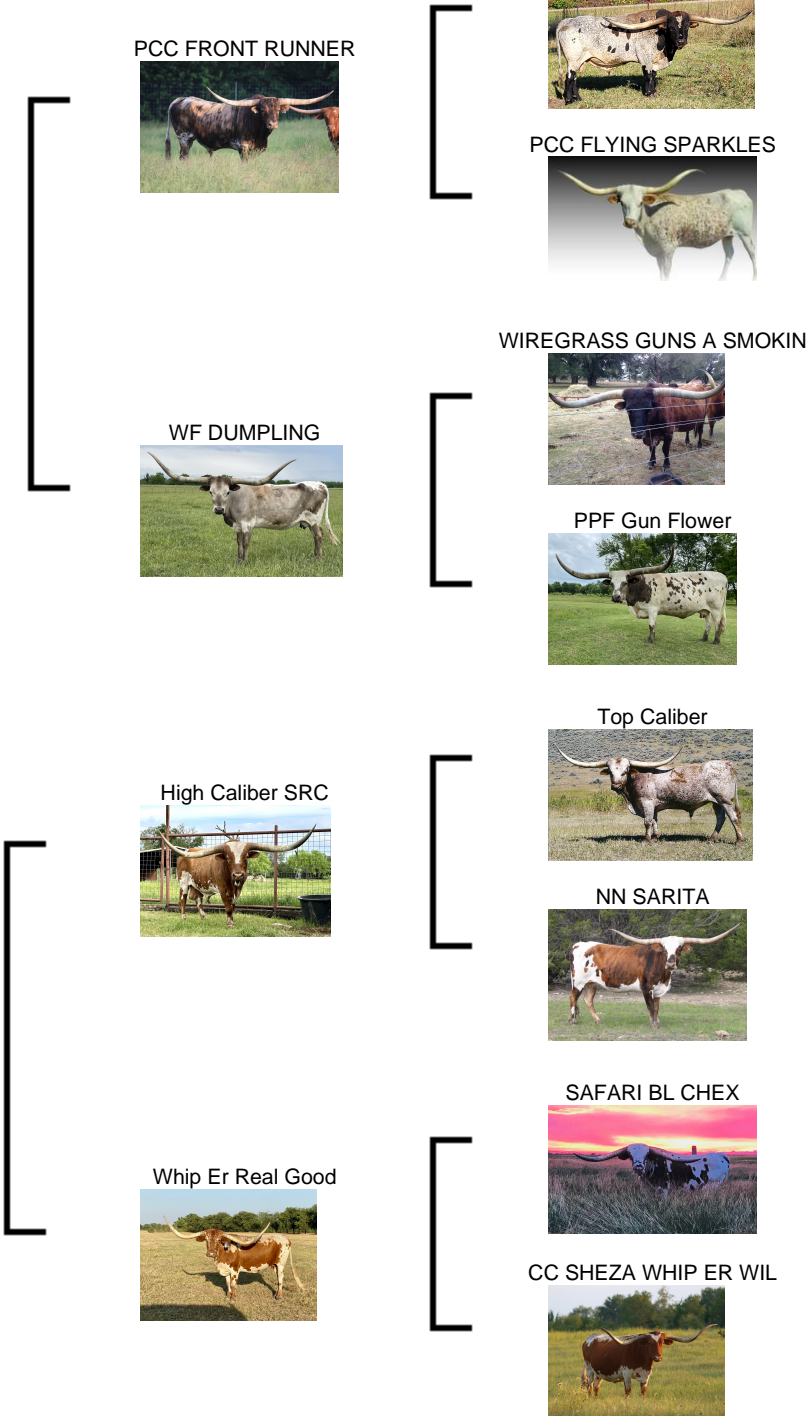 PCC FRONT RUNNER
PCC FLYING SPARKLES
WIREGRASS GUNS A SMOKIN
WF DUMPLING
PPF Gun Flower
Top Caliber
High Caliber SRC
NN SARITA
SAFARI BL CHEX
Whip Er Real Good
CC SHEZA WHIP ER WIL